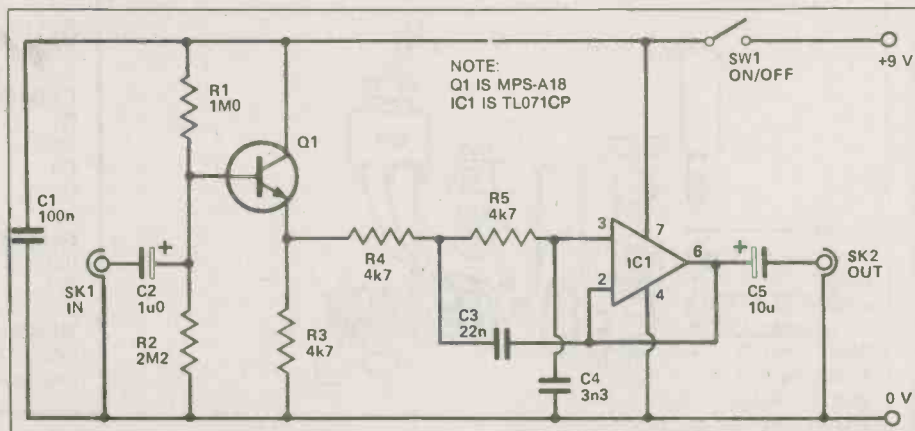 NOTE:
Q1 IS MPS-A18
IC1 IS TL071CP
SW1
ON/OFF
+9 V
R1
1M0
Q1
C1
100n
R5
4k7
3
7
IC1
6
2
4
SK1
IN
C2
1u0
+
R4
4k7
+
C5
10u
SK2
OUT
C3
22n
R2
2M2
R3
4k7
C4
3n3
0 V